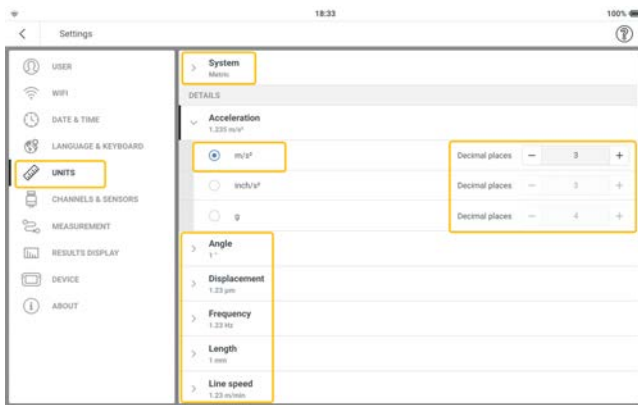 18:33
100%
Settings
USER
WIFI
DATE & TIME
LANGUAGE & KEYBOARD
UNITS
CHANNELS & SENSORS
MEASUREMENT
RESULTS DISPLAY
DEVICE
ABOUT
System
Metric
DETAILS
Acceleration
1.235 m/s²
m/s² Decimal places − 3 +
inch/s² Decimal places − 3 +
g Decimal places − 4 +
Angle
1 °
Displacement
1.23 µm
Frequency
1.23 Hz
Length
1 mm
Line speed
1.23 m/min